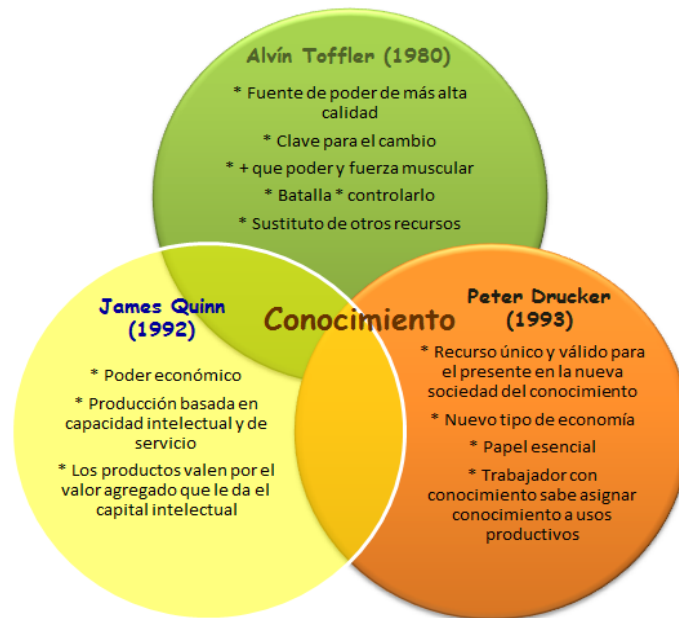 Alvín Toffler (1980)
* Fuente de poder de más alta
calidad
* Clave para el cambio
* + que poder y fuerza muscular
* Batalla * controlarlo
* Sustituto de otros recursos
Conocimiento
James Quinn
(1992)
* Poder económico
* Producción basada en
capacidad intelectual y de
servicio
* Los productos valen por el
valor agregado que le da el
capital intelectual
Peter Drucker
(1993)
* Recurso único y válido para
el presente en la nueva
sociedad del conocimiento
* Nuevo tipo de economía
* Papel esencial
* Trabajador con
conocimiento sabe asignar
conocimiento a usos
productivos